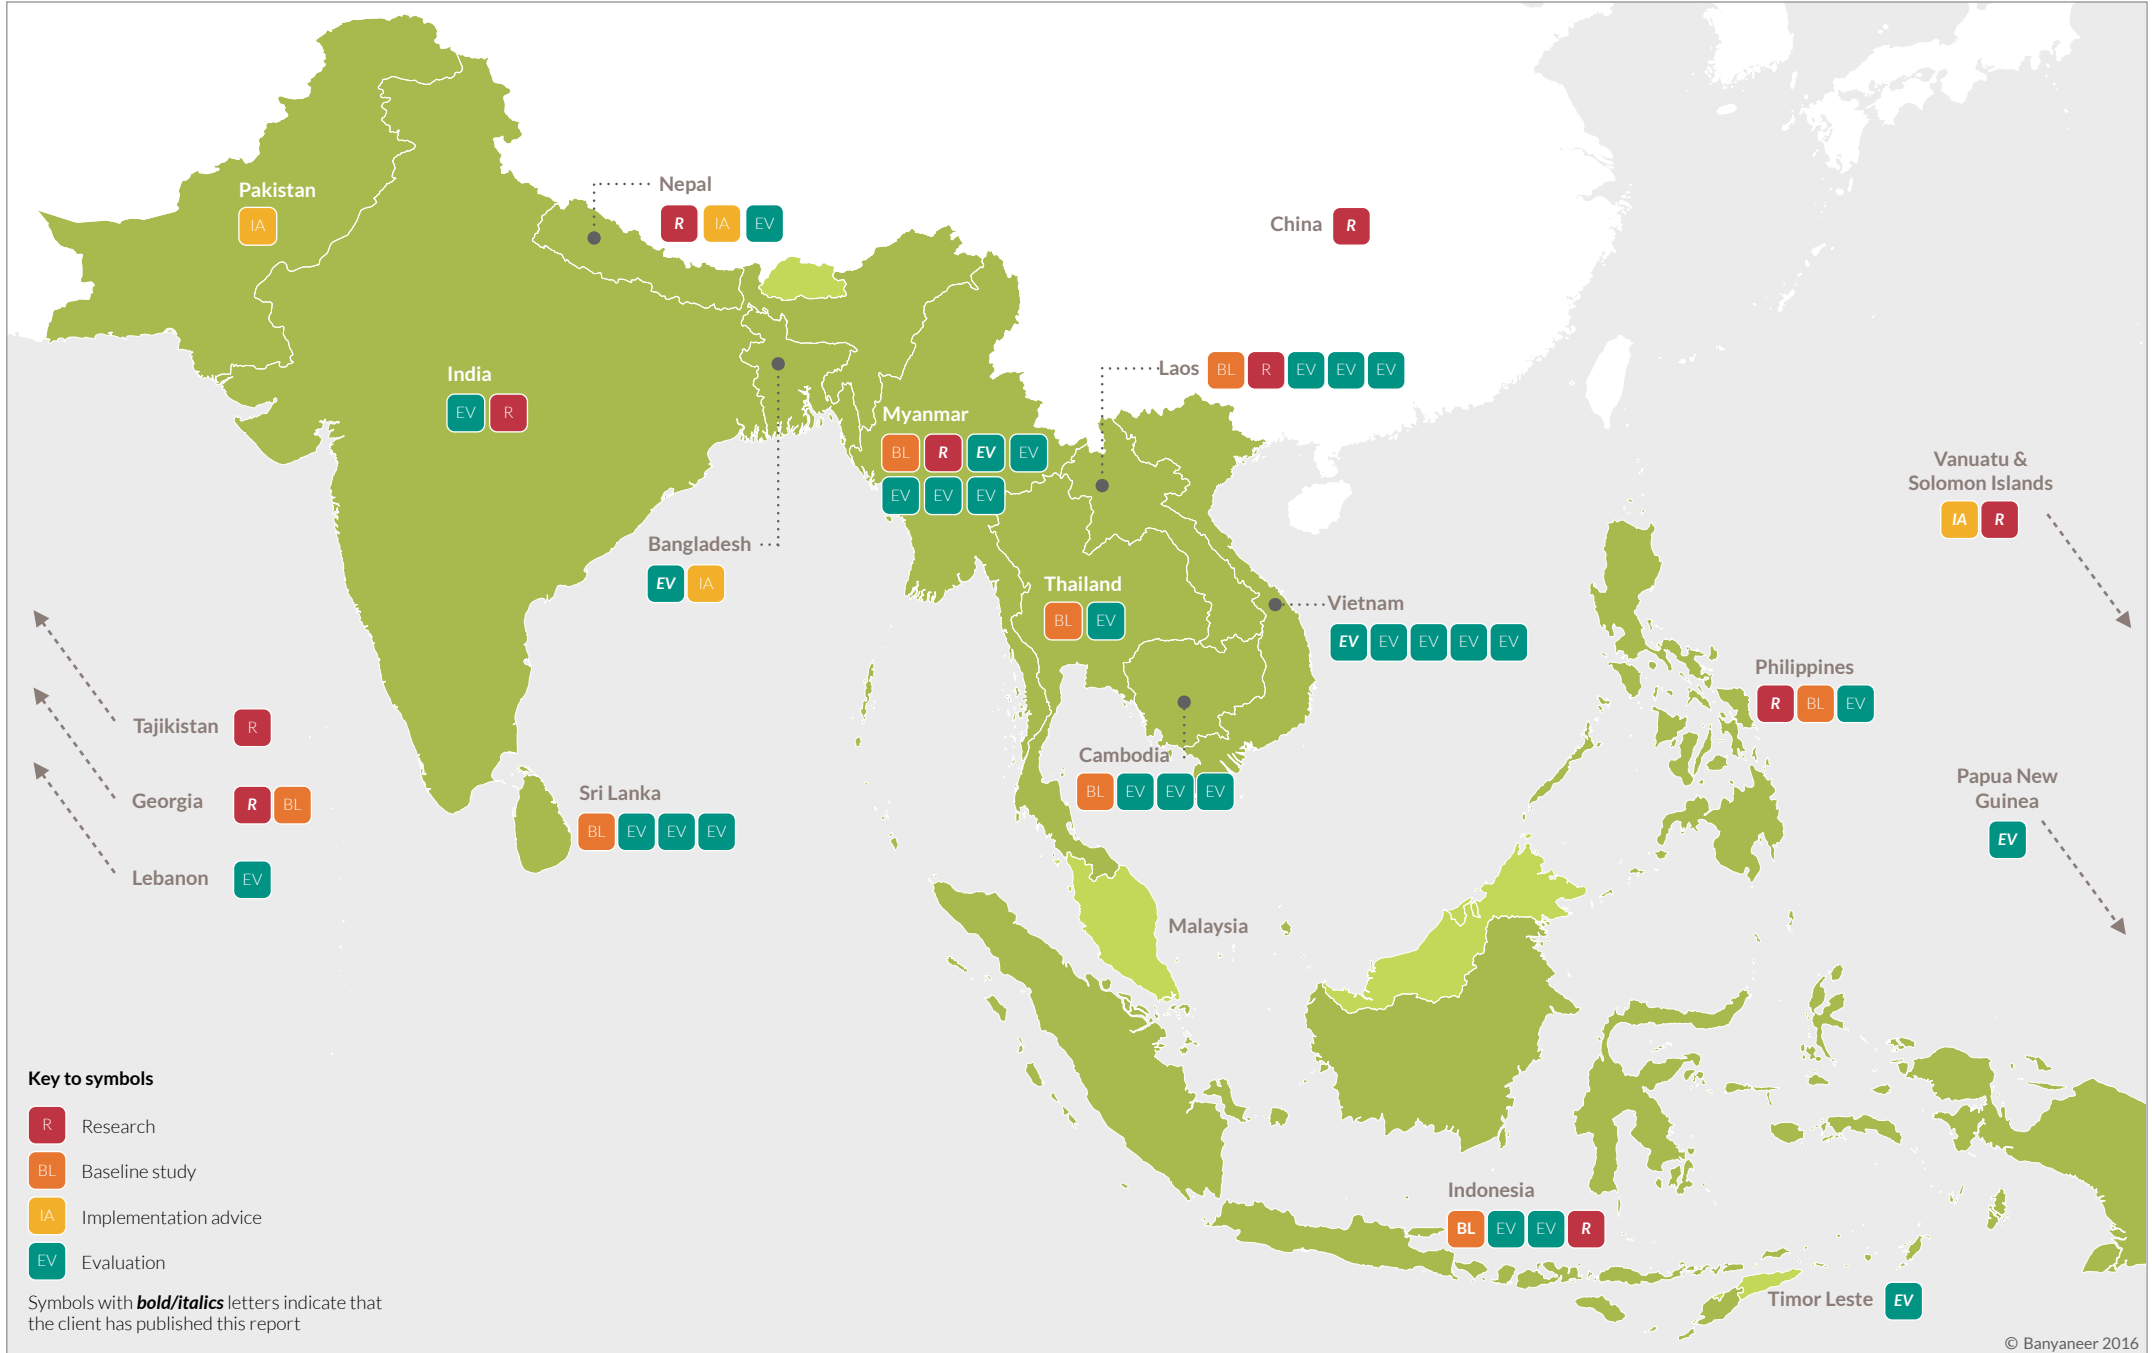 Pakistan
IA
Nepal
R IA EV
China R
India
EV R
Laos BL R EV EV EV
Myanmar
BL R EV EV
EV EV EV
Bangladesh
EV IA
Thailand
BL EV
Vietnam
EV EV EV EV EV
Vanuatu &
Solomon Islands
IA R
Philippines
R BL EV
Tajikistan R
Georgia R BL
Lebanon EV
Sri Lanka
BL EV EV EV
Cambodia
BL EV EV EV
Papua New
Guinea
EV
Malaysia
Indonesia
BL EV EV R
Timor Leste EV
Key to symbols
R Research
BL Baseline study
IA Implementation advice
EV Evaluation
Symbols with bold/italics letters indicate that
the client has published this report
© Banyaneer 2016